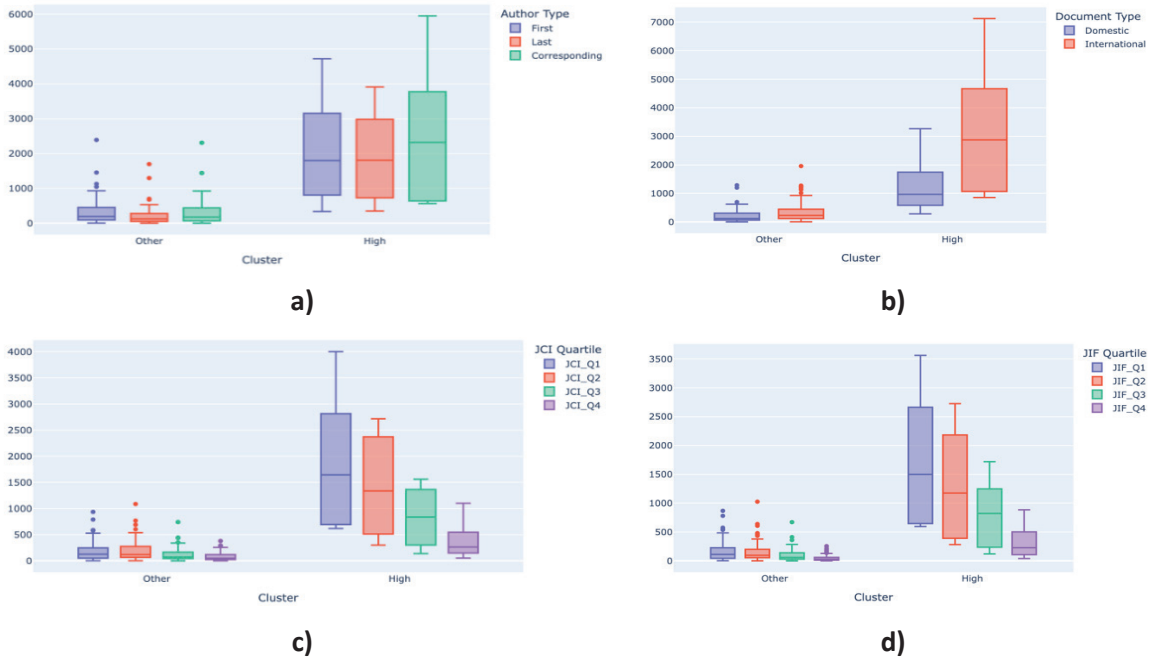 6000
5000
4000
3000
2000
1000
0
Other
High
Cluster
Author Type
First
Last
Corresponding
a)
7000
6000
5000
4000
3000
2000
1000
0
Other
High
Cluster
Document Type
Domestic
International
b)
4000
3500
3000
2500
2000
1500
1000
500
0
Other
High
Cluster
JCI Quartile
JCI_Q1
JCI_Q2
JCI_Q3
JCI_Q4
c)
3500
3000
2500
2000
1500
1000
500
0
Other
High
Cluster
JIF Quartile
JIF_Q1
JIF_Q2
JIF_Q3
JIF_Q4
d)